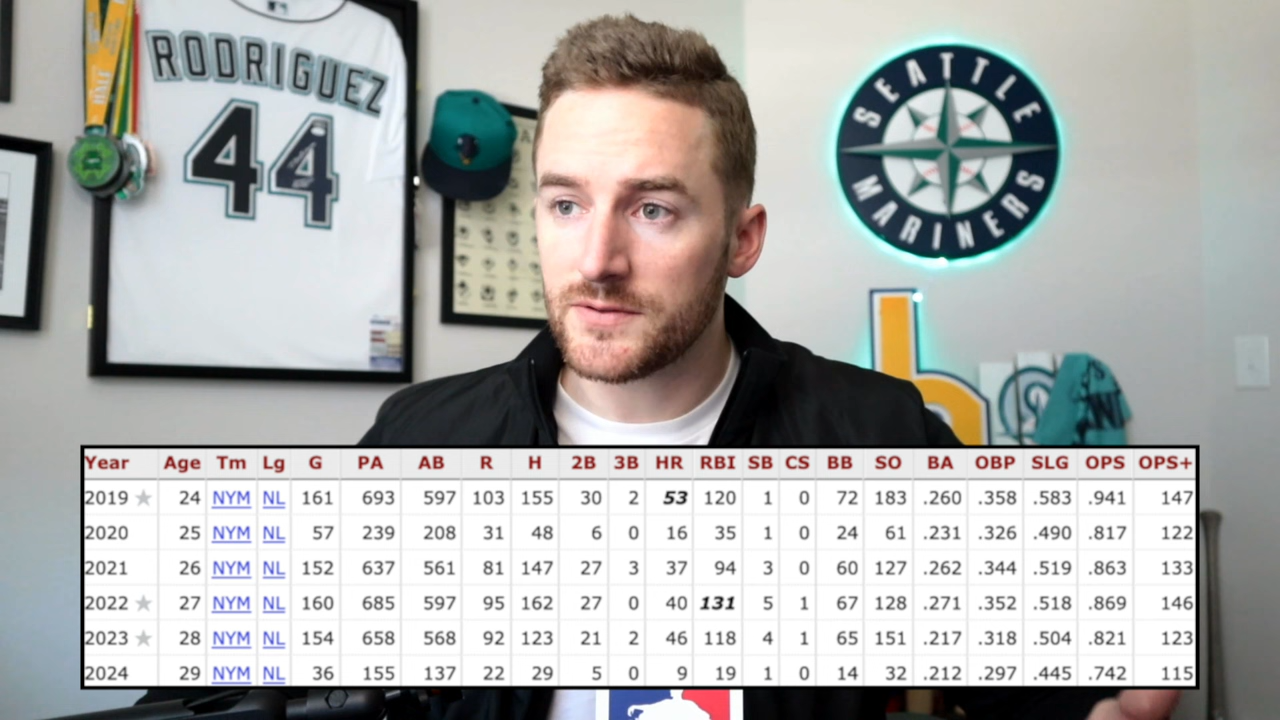 RODRIGUEZ
44
SEATTLE
MARINERS
Year Age Tm Lg G PA AB R H 2B 3B HR RBI SB CS BB SO BA OBP SLG OPS OPS+
2019 ★ 24 NYM NL 161 693 597 103 155 30 2 53 120 1 0 72 183 .260 .358 .583 .941 147
2020 25 NYM NL 57 239 208 31 48 6 0 16 35 1 0 24 61 .231 .326 .490 .817 122
2021 26 NYM NL 152 637 561 81 147 27 3 37 94 3 0 60 127 .262 .344 .519 .863 133
2022 ★ 27 NYM NL 160 685 597 95 162 27 0 40 131 5 1 67 128 .271 .352 .518 .869 146
2023 ★ 28 NYM NL 154 658 568 92 123 21 2 46 118 4 1 65 151 .217 .318 .504 .821 123
2024 29 NYM NL 36 155 137 22 29 5 0 9 19 1 0 14 32 .212 .297 .445 .742 115